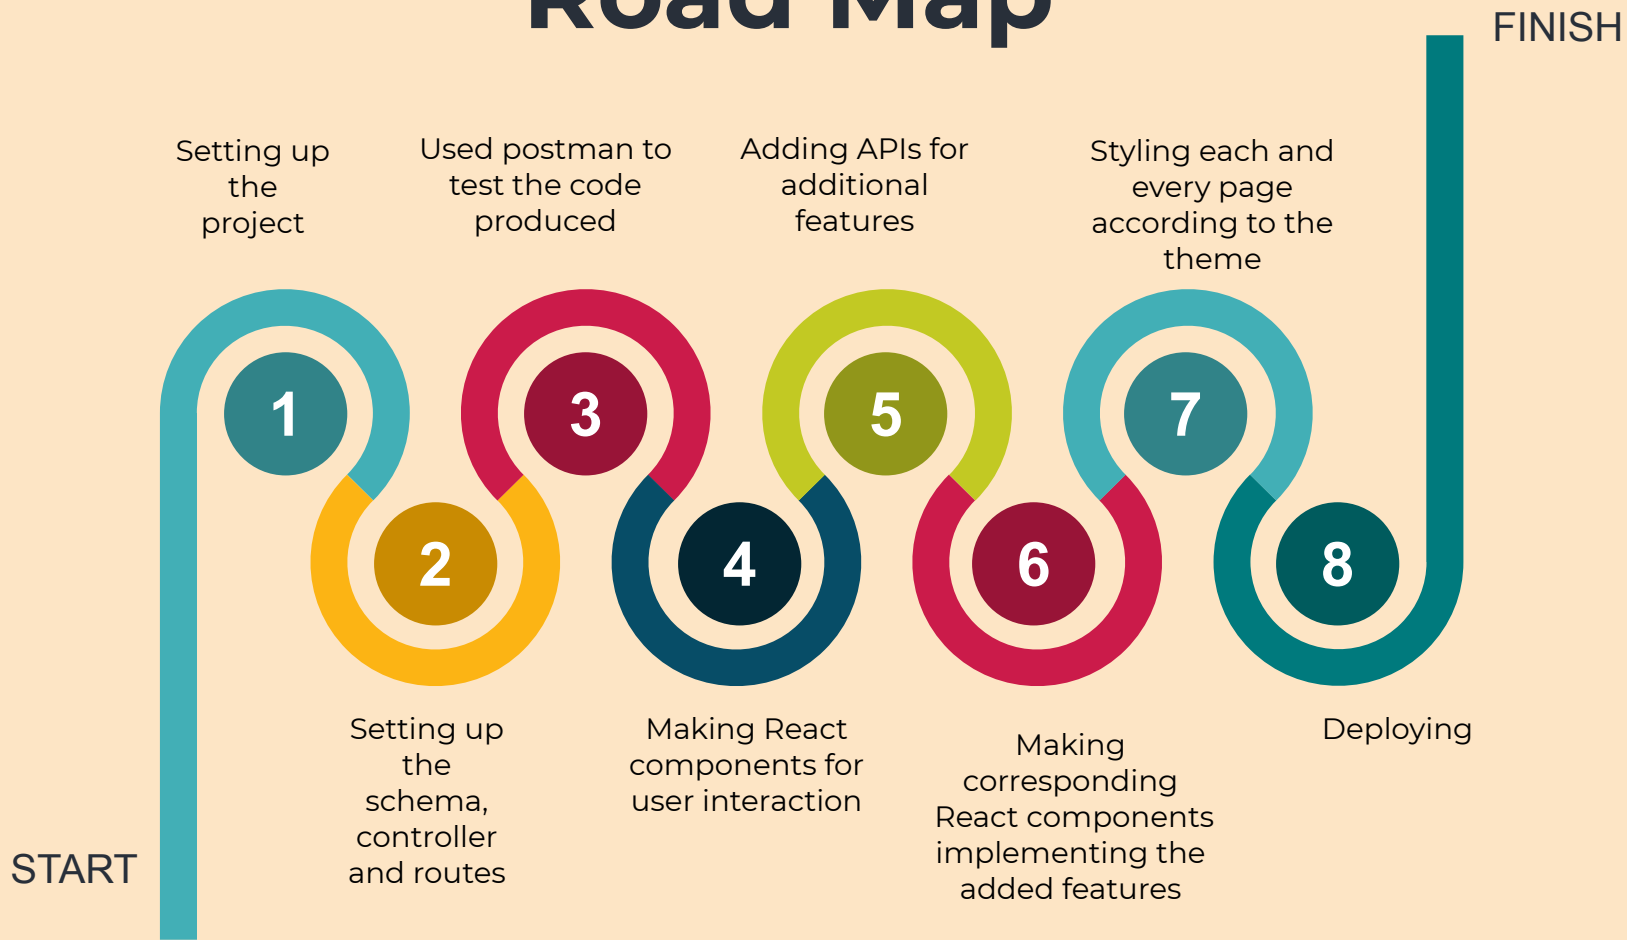 Road Map
FINISH
Setting up
the
project
Used postman to
test the code
produced
Adding APIs for
additional
features
Styling each and
every page
according to the
theme
1
3
5
7
2
4
6
8
Setting up
the
schema,
controller
and routes
Making React
components for
user interaction
Making
corresponding
React components
implementing the
added features
Deploying
START